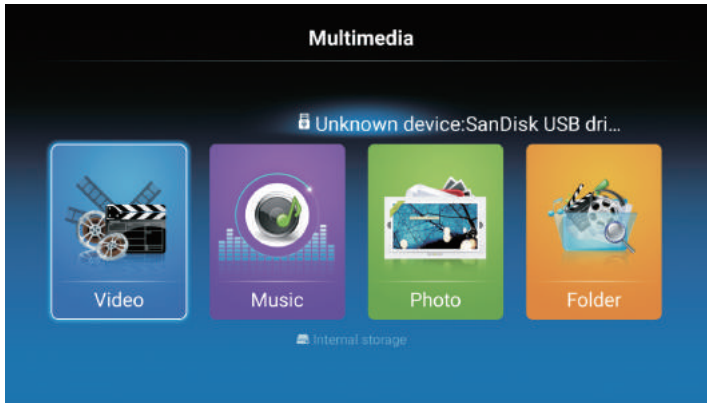 Multimedia
Unknown device:SanDisk USB dri...
Video
Music
Photo
Folder
Internal storage